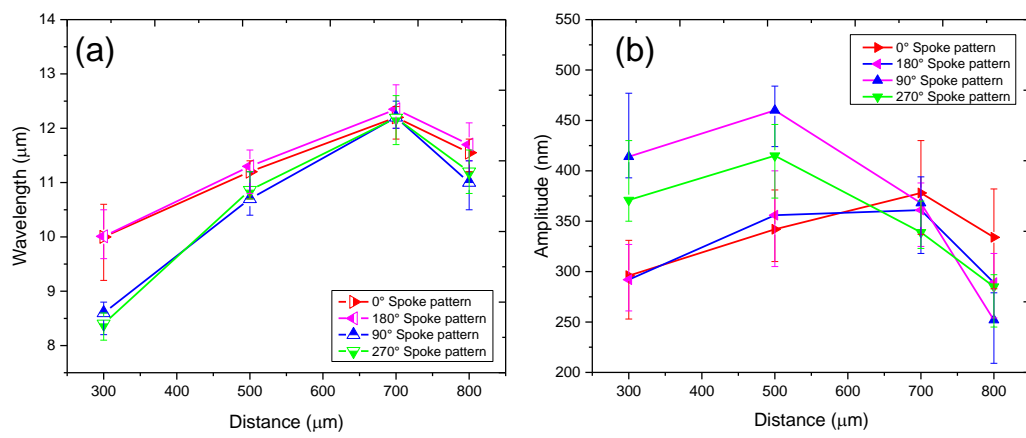 (a)
14
13
12
11
10
9
8
Wavelength (μm)
300 400 500 600 700 800
Distance (μm)
0° Spoke pattern
180° Spoke pattern
90° Spoke pattern
270° Spoke pattern
(b)
550
500
450
400
350
300
250
200
Amplitude (nm)
300 400 500 600 700 800
Distance (μm)
0° Spoke pattern
180° Spoke pattern
90° Spoke pattern
270° Spoke pattern